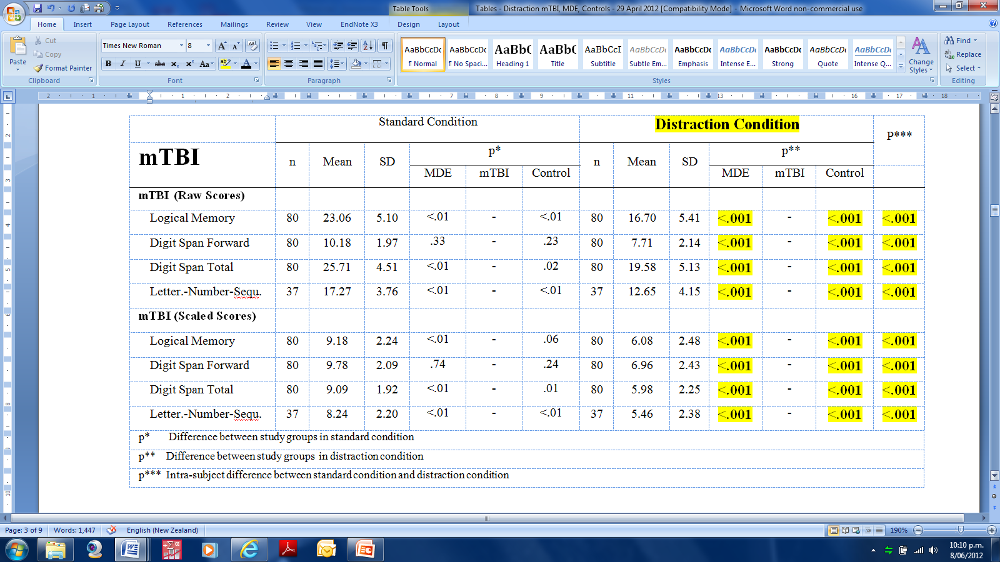 Table Tools
Tables - Distraction mTBI, MDE, Controls - 29 April 2012 [Compatibility Mode] - Microsoft Word non-commercial use
Home Insert Page Layout References Mailings Review View EndNote X3 Design Layout
Paste
Cut
Copy
Format Painter
Clipboard
Times New Roman 8
Font
Paragraph
AaBbCcDc AaBbCcDc AaBbC AaBbC AaBbCcI AaBbCcDc AaBbCcDc AaBbCcDc AaBbCcDc AaBbCcDc AaBbCcDc
¶ Normal ¶ No Spaci... Heading 1 Title Subtitle Subtle Em... Emphasis Intense E... Strong Quote Intense Q...
Change Styles
Styles
Find
Replace
Select
Editing
2 1 1 2 7 8 9 11 13 16 17 18
Standard Condition Distraction Condition P***
mTBI n Mean SD p* n Mean SD p**
MDE mTBI Control MDE mTBI Control
mTBI (Raw Scores)
Logical Memory 80 23.06 5.10 <.01 - <.01 80 16.70 5.41 <.001 - <.001 <.001
Digit Span Forward 80 10.18 1.97 .33 - .23 80 7.71 2.14 <.001 - <.001 <.001
Digit Span Total 80 25.71 4.51 <.01 - .02 80 19.58 5.13 <.001 - <.001 <.001
Letter.-Number-Sequ. 37 17.27 3.76 <.01 - <.01 37 12.65 4.15 <.001 - <.001 <.001
mTBI (Scaled Scores)
Logical Memory 80 9.18 2.24 <.01 - .06 80 6.08 2.48 <.001 - <.001 <.001
Digit Span Forward 80 9.78 2.09 .74 - .24 80 6.96 2.43 <.001 - <.001 <.001
Digit Span Total 80 9.09 1.92 <.01 - .01 80 5.98 2.25 <.001 - <.001 <.001
Letter.-Number-Sequ. 37 8.24 2.20 <.01 - <.01 37 5.46 2.38 <.001 - <.001 <.001
p* Difference between study groups in standard condition
p** Difference between study groups in distraction condition
p*** Intra-subject difference between standard condition and distraction condition
Page: 3 of 9 Words: 1,447 English (New Zealand) 190%
10:10 p.m.
8/06/2012